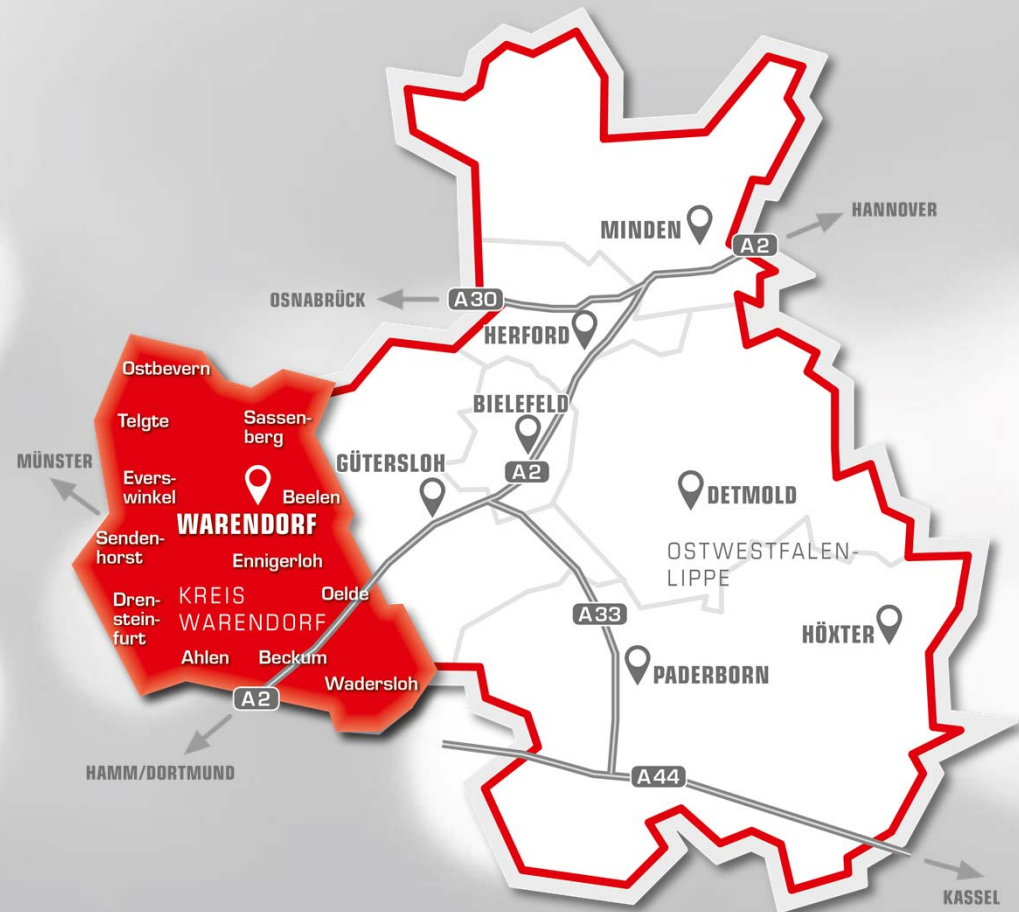 MINDEN
HANNOVER
A2
OSNABRÜCK
A30
HERFORD
Ostbevern
BIELEFELD
Telgte
Sassen-
berg
MÜNSTER
GÜTERSLOH
A2
Evers-
winkel
Beelen
DETMOLD
WARENDORF
Senden-
horst
Ennigerloh
OSTWESTFALEN-
LIPPE
Dren-
stein-
furt
KREIS
WARENDORF
Oelde
A33
HÖXTER
Ahlen
Beckum
Wadersloh
PADERBORN
A2
HAMM/DORTMUND
A44
KASSEL